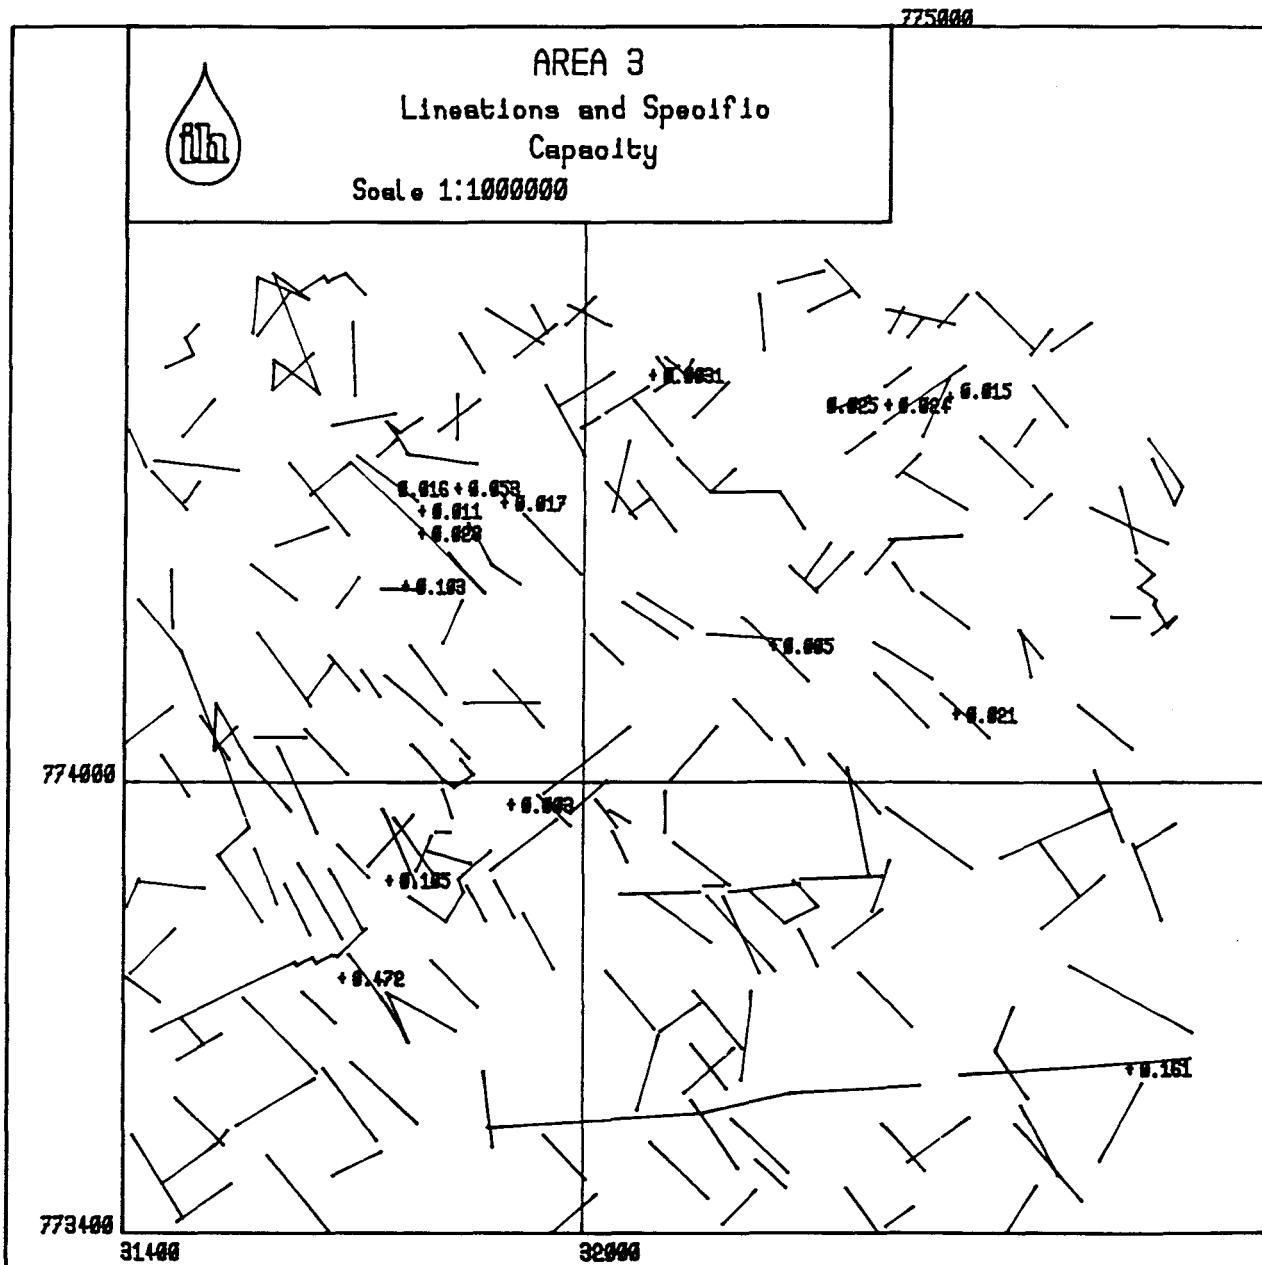 775000
AREA 3
ih
Lineations and Specific
Capacity
Scale 1:1000000
+ 0.0031
0.025 + 0.024
+ 0.015
0.016 + 0.053
+ 0.017
+ 0.011
+ 0.028
+ 0.103
+ 0.005
+ 0.021
774000
+ 0.003
+ 0.105
+ 0.472
+ 0.161
773400
31400
32000